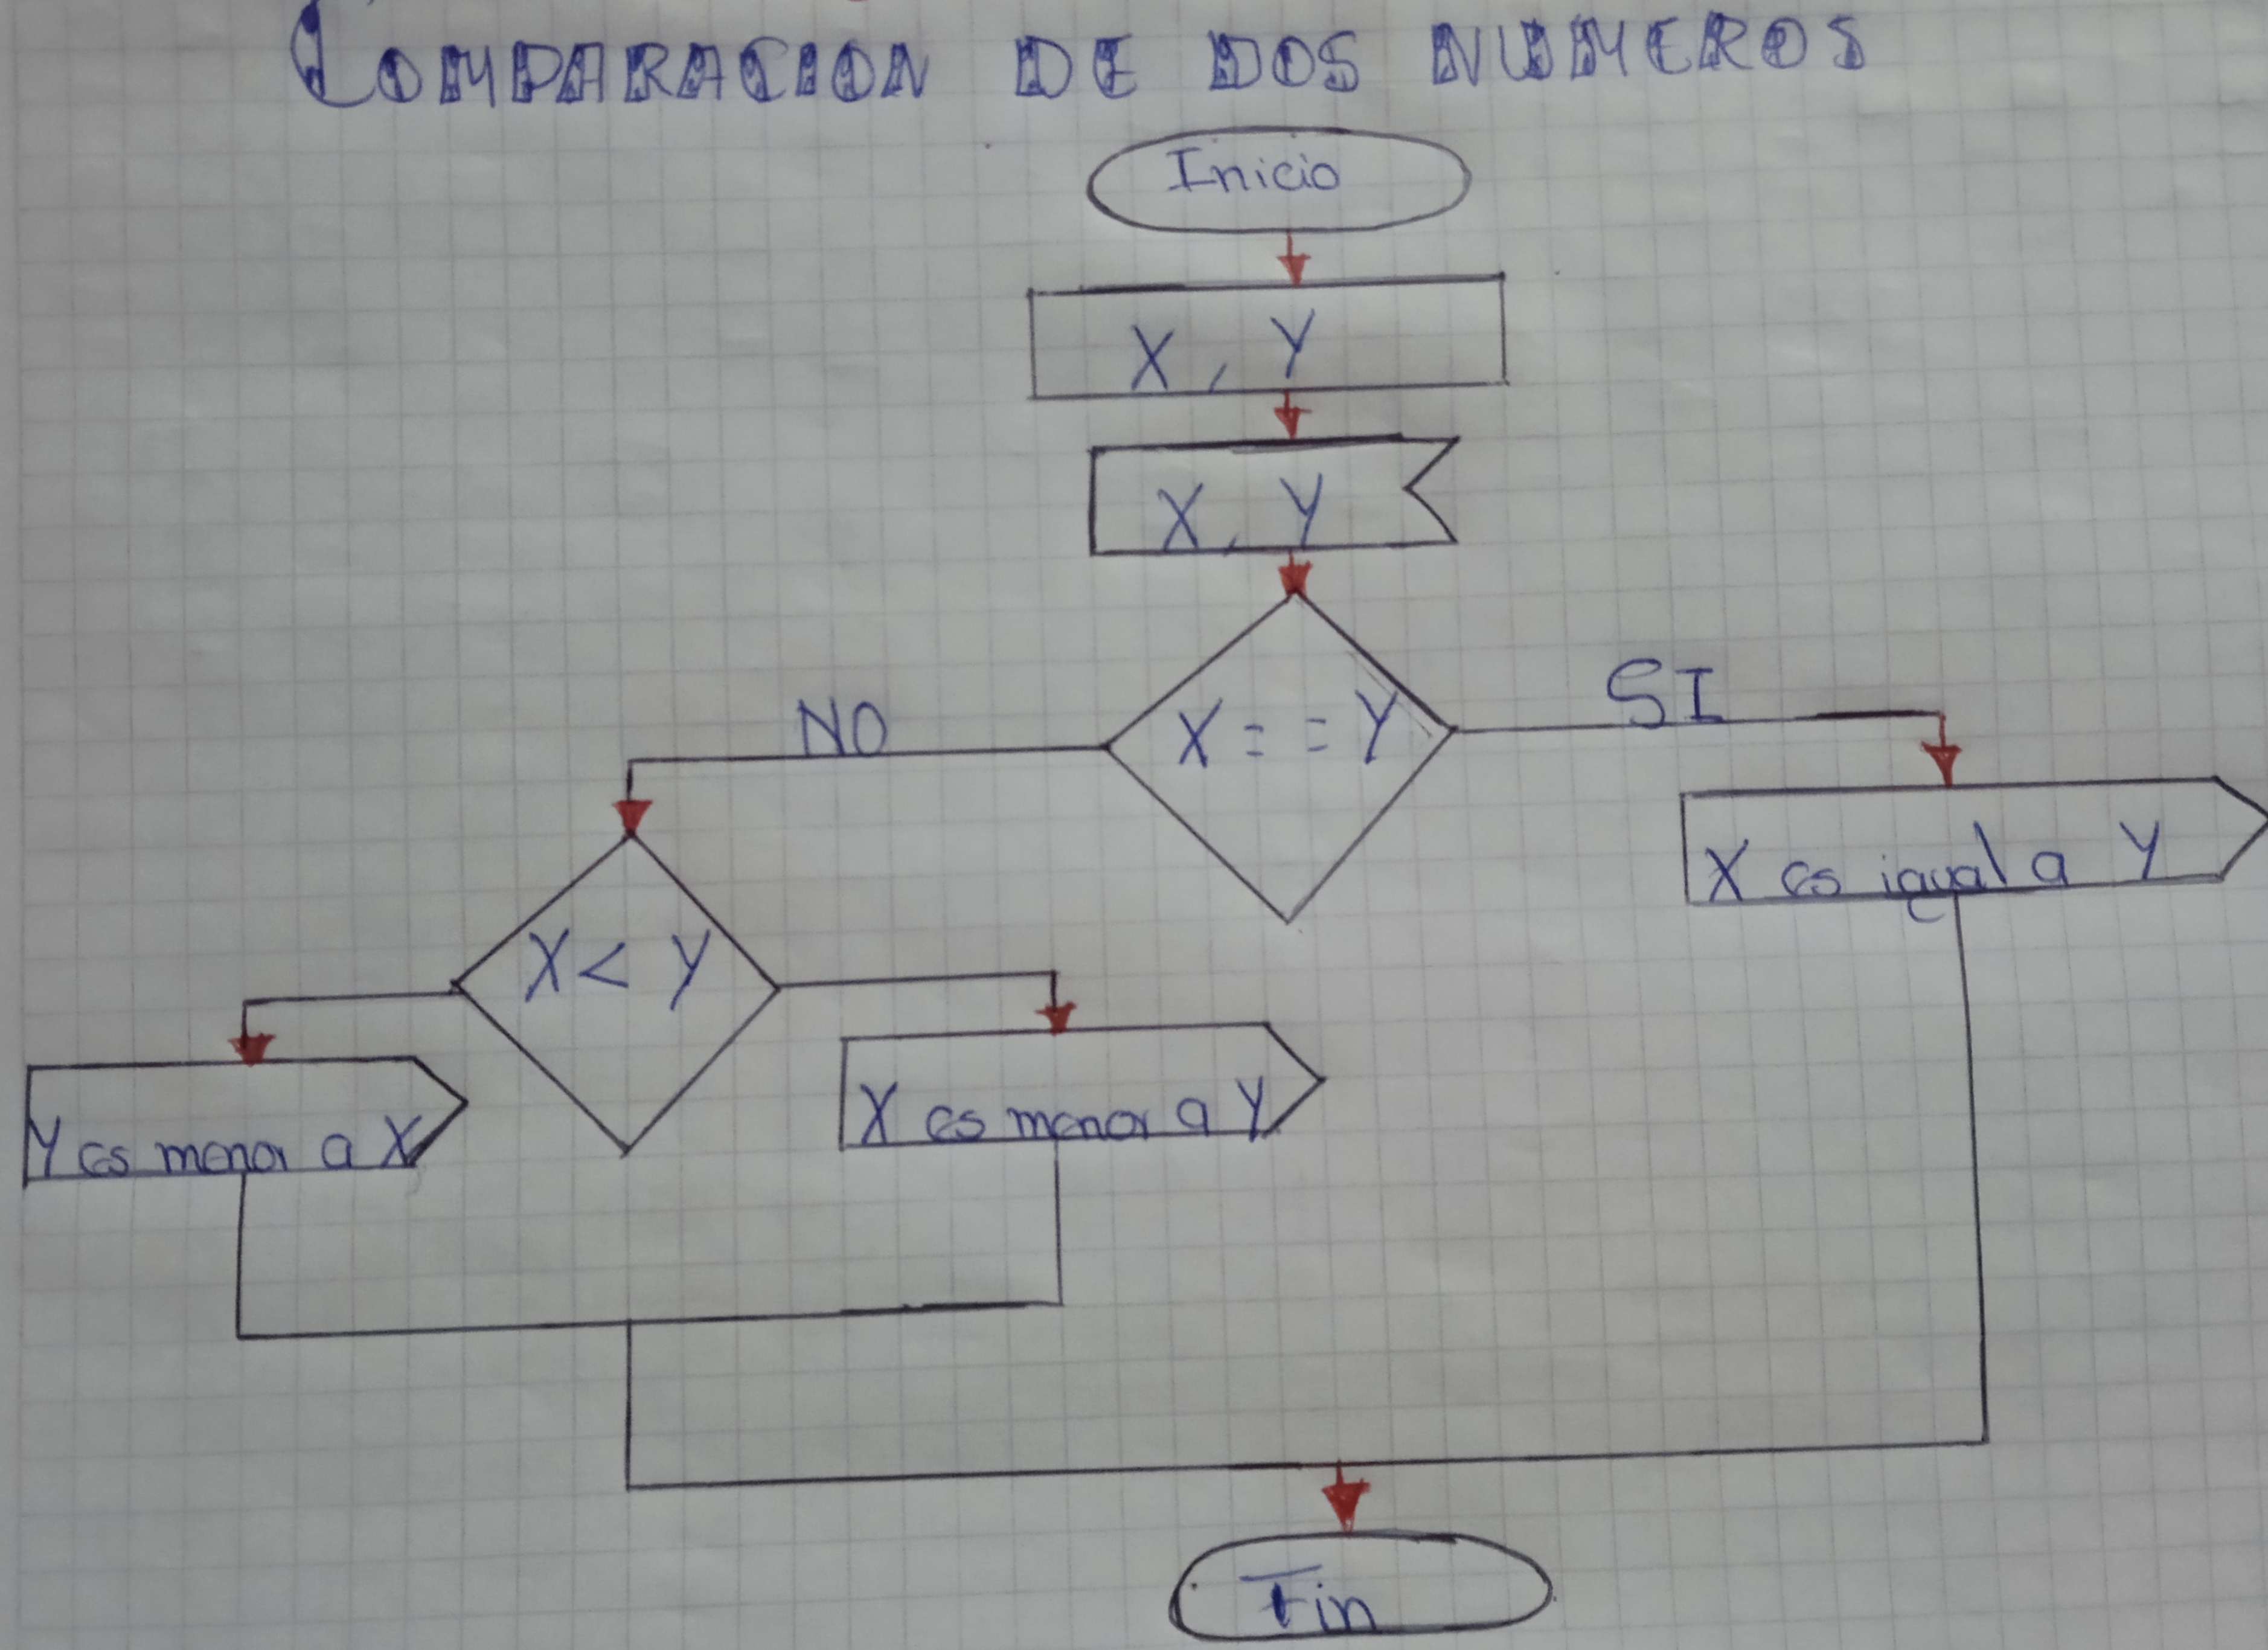 COMPARACION DE DOS NUMEROS
Inicio
X, Y
X, Y
X==Y
NO
SI
X es igual a Y
X< Y
Y es menor a X
X es menor a Y
Fin